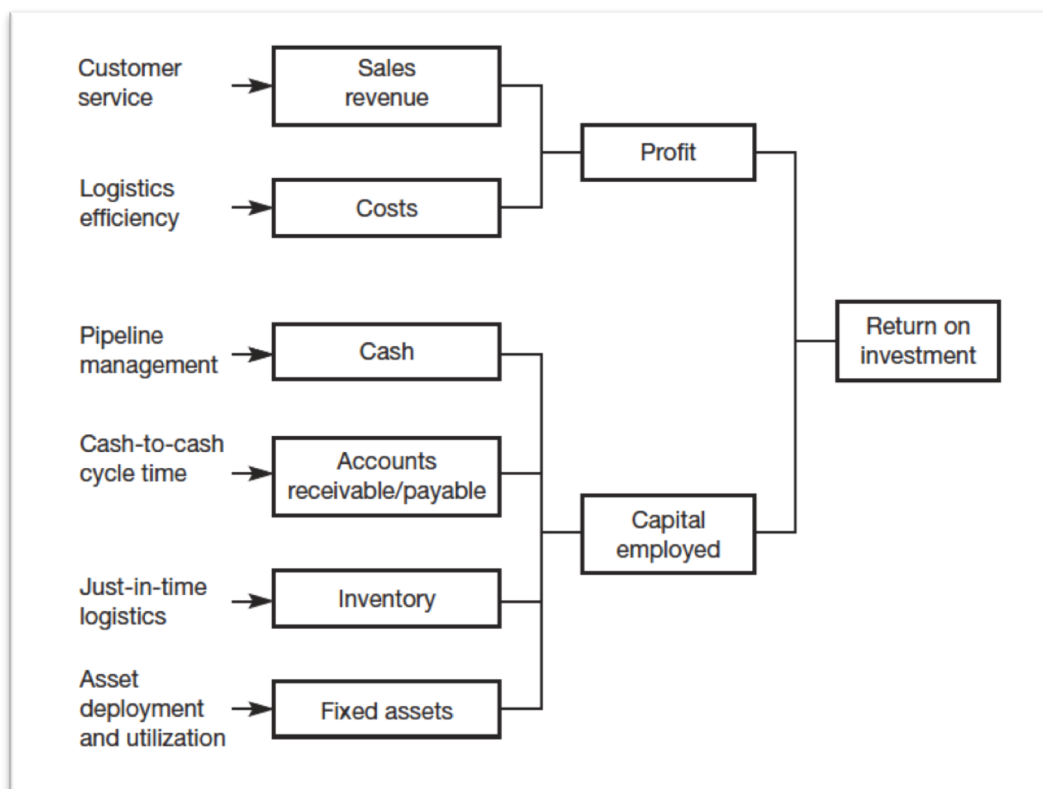 Customer
service
Sales
revenue
Profit
Logistics
efficiency
Costs
Return on
investment
Pipeline
management
Cash
Cash-to-cash
cycle time
Accounts
receivable/payable
Capital
employed
Just-in-time
logistics
Inventory
Asset
deployment
and utilization
Fixed assets